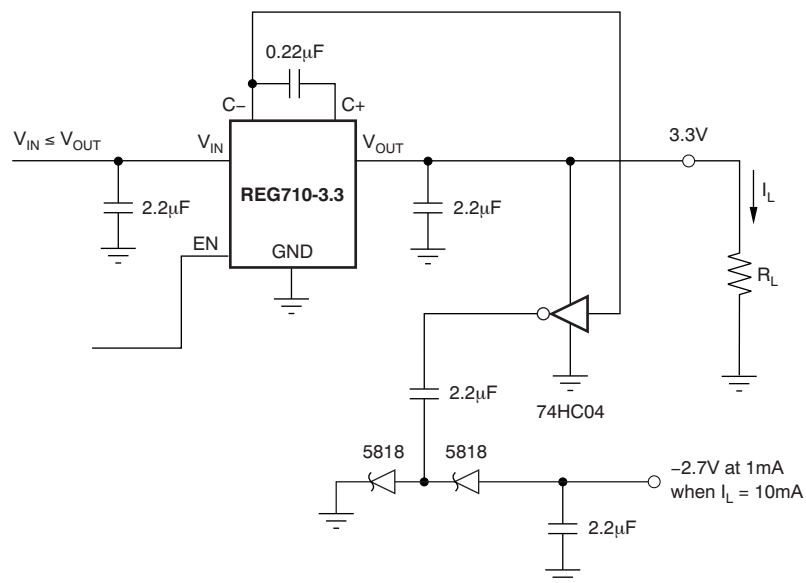 0.22µF
C−
C+
V_IN ≤ V_OUT
V_IN
V_OUT
3.3V
REG710-3.3
2.2µF
2.2µF
I_L
EN
GND
R_L
2.2µF
74HC04
5818
5818
−2.7V at 1mA
when I_L = 10mA
2.2µF